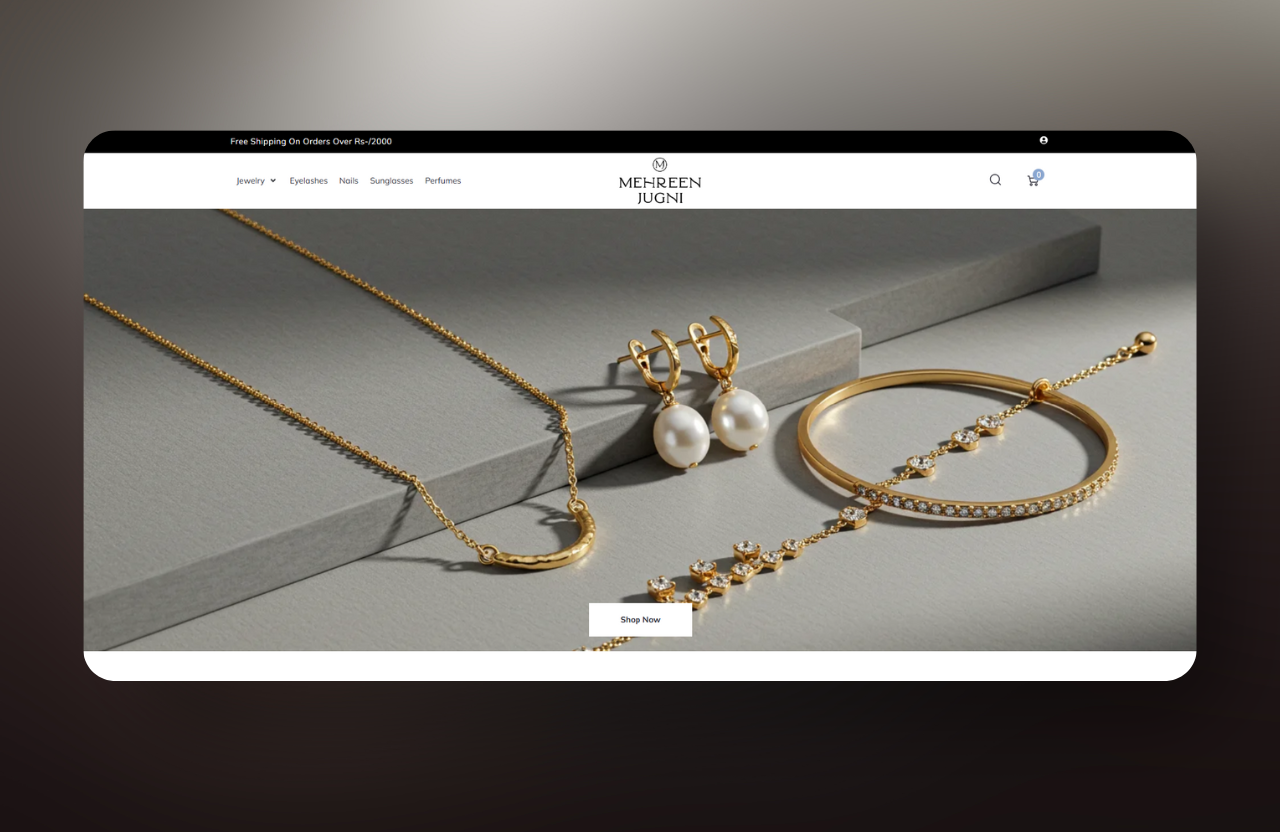 Free Shipping On Orders Over Rs-/2000
Jewelry Eyelashes Nails Sunglasses Perfumes
M
MEHREEN
JUGNI
0
Shop Now